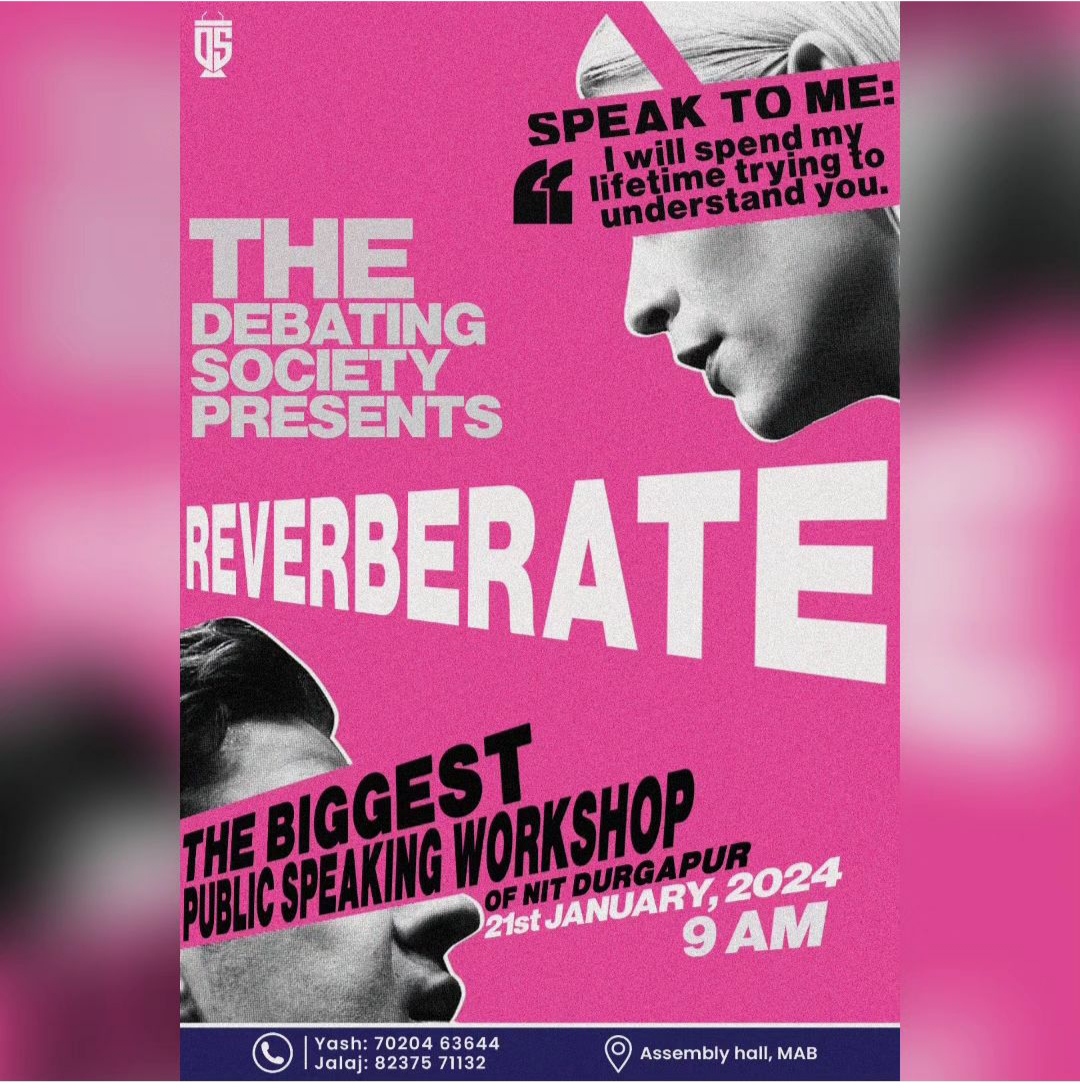 DS
SPEAK TO ME:
“ I will spend my
lifetime trying to
understand you.
THE
DEBATING
SOCIETY
PRESENTS
REVERBERATE
THE BIGGEST
PUBLIC SPEAKING WORKSHOP
OF NIT DURGAPUR
21st JANUARY, 2024
9 AM
Yash: 70204 63644
Jalaj: 82375 71132
Assembly hall, MAB